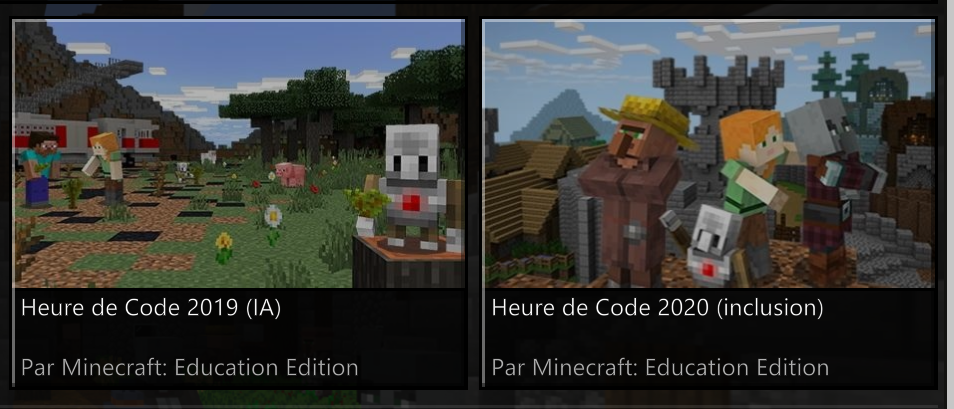 Heure de Code 2019 (IA)
Par Minecraft: Education Edition
Heure de Code 2020 (inclusion)
Par Minecraft: Education Edition